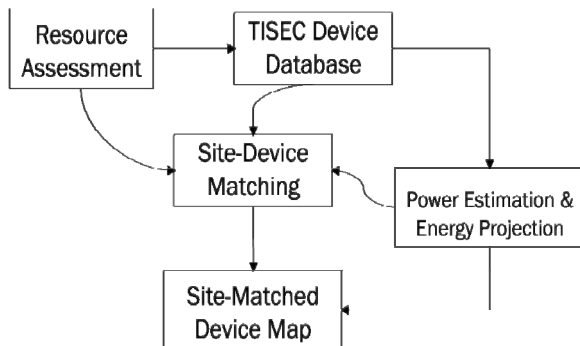 Resource
Assessment
TISEC Device
Database
Site-Device
Matching
Power Estimation &
Energy Projection
Site-Matched
Device Map